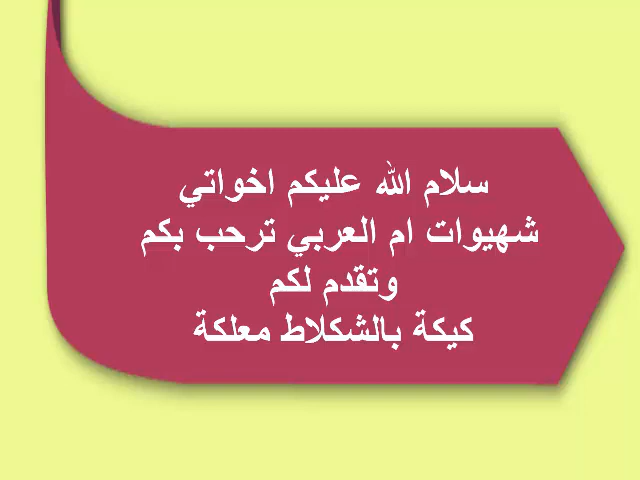 سلام الله عليكم اخواتي
شهيوات ام العربي ترحب بكم
وتقدم لكم
كيكة بالشكلاط معلكة